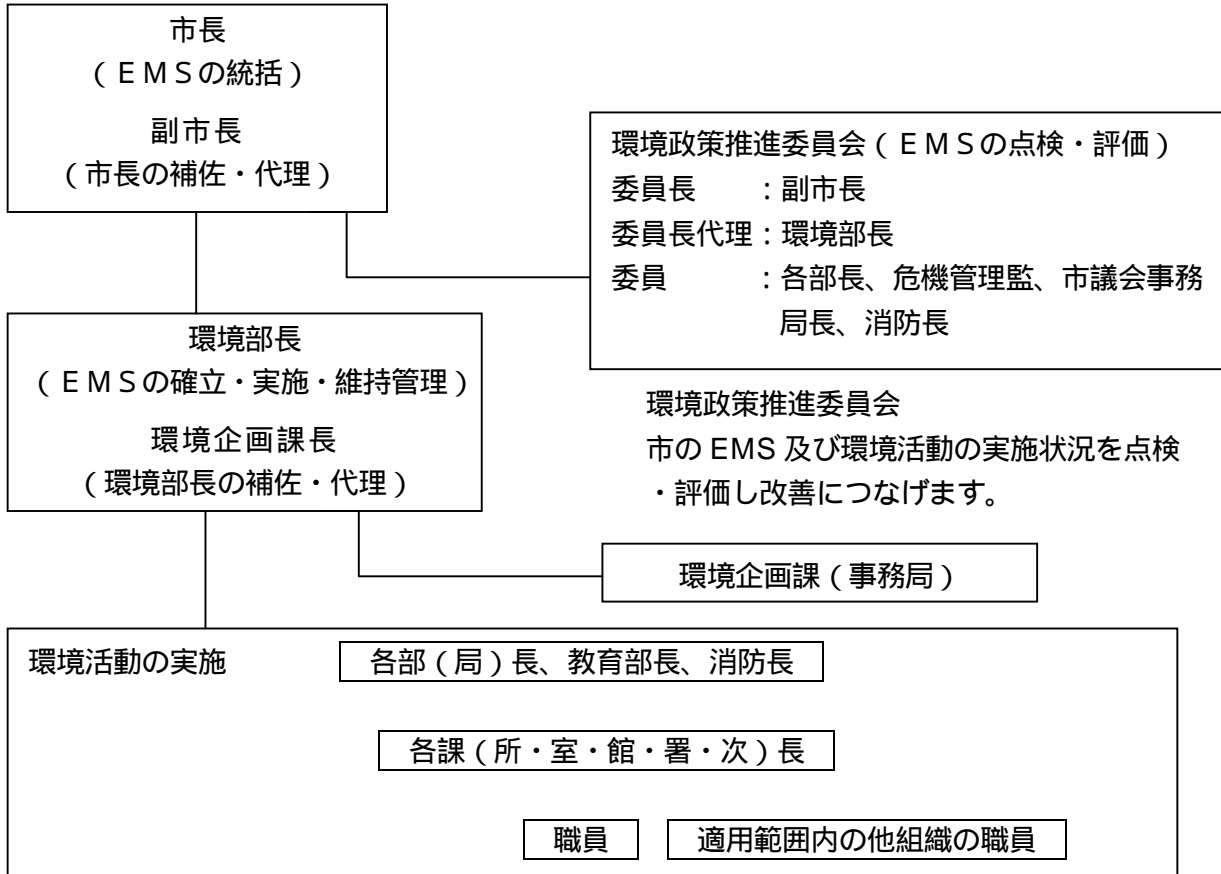 市長
(ＥＭＳの統括)
副市長
(市長の補佐・代理)
環境政策推進委員会(ＥＭＳの点検・評価)
委員長　　：副市長
委員長代理：環境部長
委員　　　：各部長、危機管理監、市議会事務
局長、消防長
環境部長
(ＥＭＳの確立・実施・維持管理)
環境企画課長
(環境部長の補佐・代理)
環境政策推進委員会
市の EMS 及び環境活動の実施状況を点検
・評価し改善につなげます。
環境企画課(事務局)
環境活動の実施　各部(局)長、教育部長、消防長
各課(所・室・館・署・次)長
職員　適用範囲内の他組織の職員